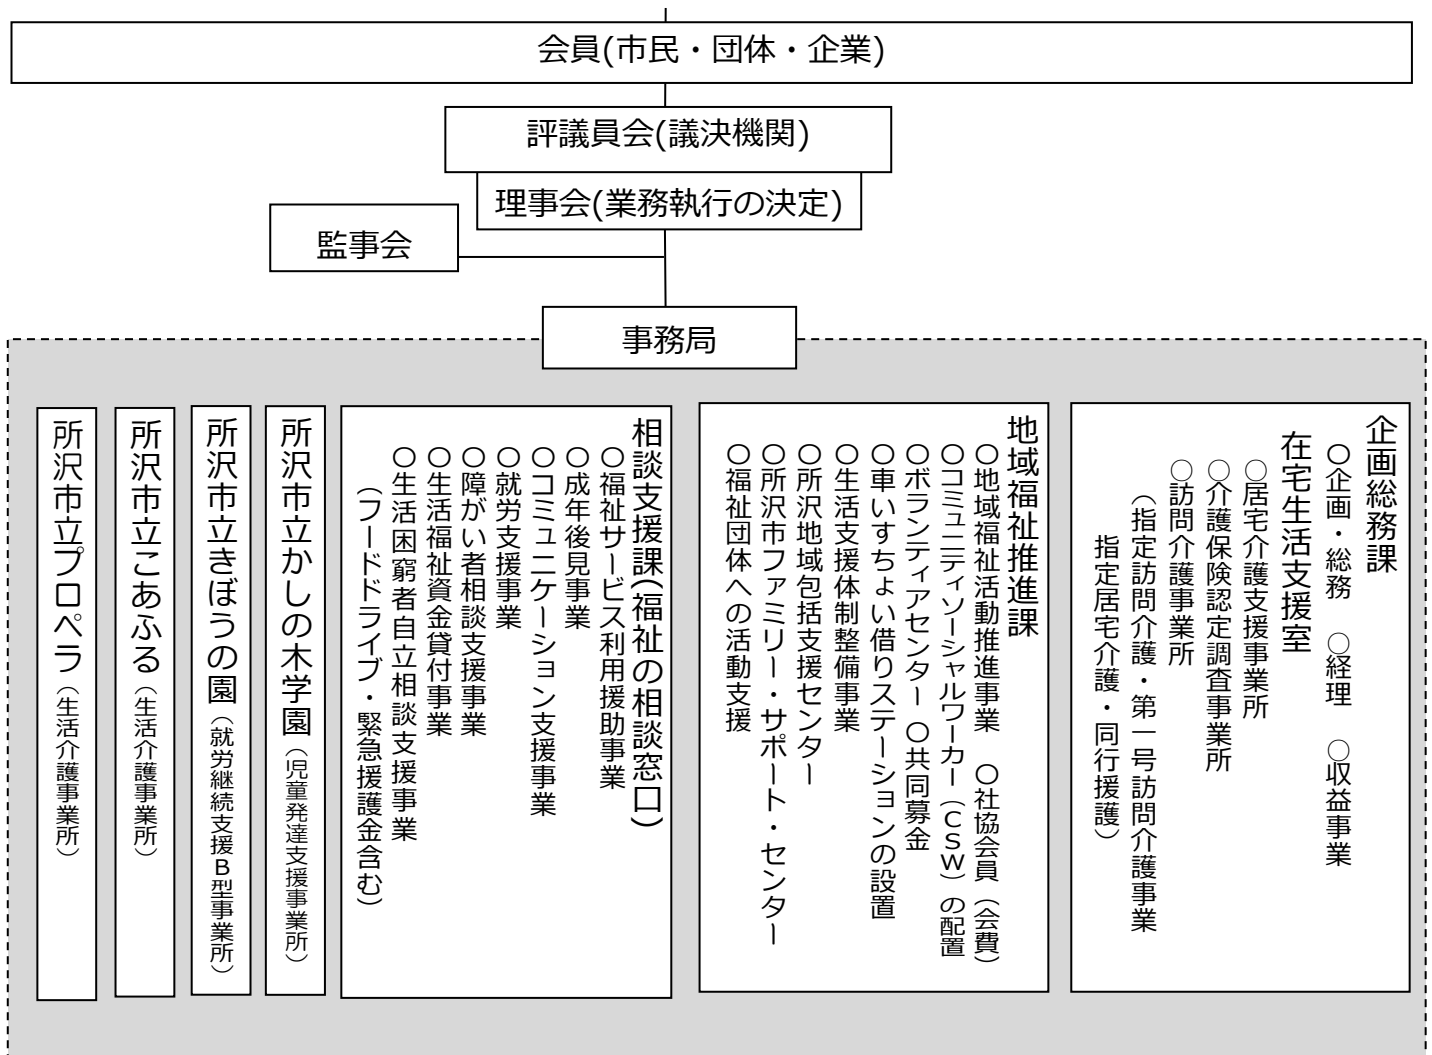 会員(市民・団体・企業)
評議員会(議決機関)
理事会(業務執行の決定)
監事会
事務局
企画総務課
○企画・総務　○経理　○収益事業
在宅生活支援室
○居宅介護支援事業所
○介護保険認定調査事業所
○訪問介護事業所
（指定訪問介護・第一号訪問介護事業
指定居宅介護・同行援護）
地域福祉推進課
○地域福祉活動推進事業　○社協会員（会費）
○コミュニティソーシャルワーカー（ＣＳＷ）の配置
○ボランティアセンター　○共同募金
○車いすちょい借りステーションの設置
○生活支援体制整備事業
○所沢地域包括支援センター
○所沢市ファミリー・サポート・センター
○福祉団体への活動支援
相談支援課(福祉の相談窓口)
○福祉サービス利用援助事業
○成年後見事業
○コミュニケーション支援事業
○就労支援事業
○障がい者相談支援事業
○生活福祉資金貸付事業
○生活困窮者自立相談支援事業
（フードドライブ・緊急援護金含む）
所沢市立かしの木学園（児童発達支援事業所）
所沢市立きぼうの園（就労継続支援Ｂ型事業所）
所沢市立こあふる（生活介護事業所）
所沢市立プロペラ（生活介護事業所）